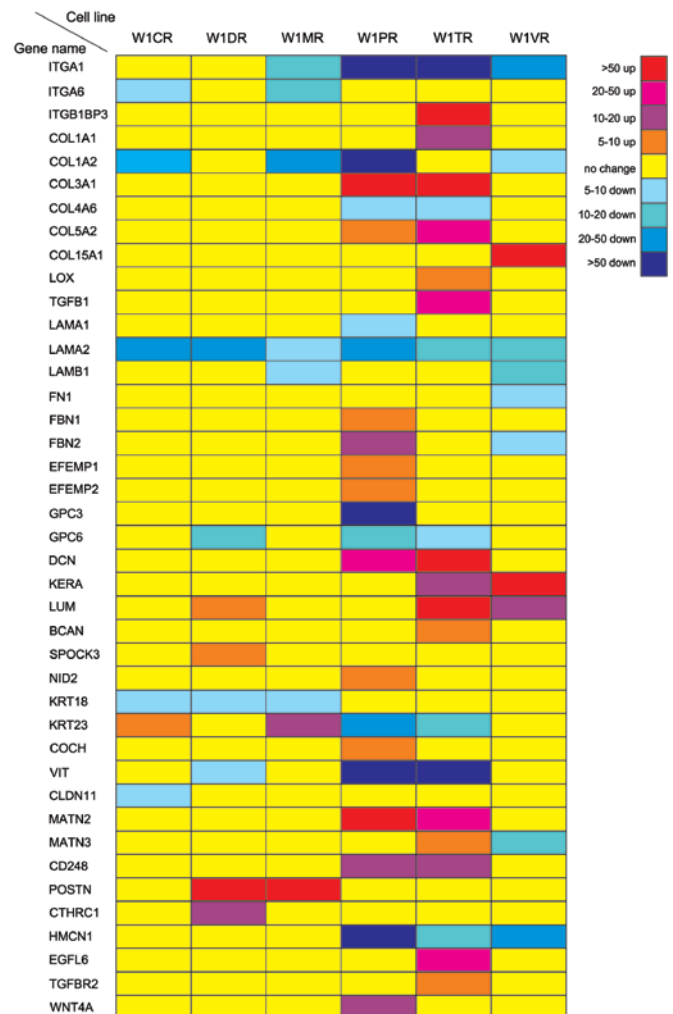 Cell line
Gene name
W1CR W1DR W1MR W1PR W1TR W1VR
ITGA1
ITGA6
ITGB1BP3
COL1A1
COL1A2
COL3A1
COL4A6
COL5A2
COL15A1
LOX
TGFB1
LAMA1
LAMA2
LAMB1
FN1
FBN1
FBN2
EFEMP1
EFEMP2
GPC3
GPC6
DCN
KERA
LUM
BCAN
SPOCK3
NID2
KRT18
KRT23
COCH
VIT
CLDN11
MATN2
MATN3
CD248
POSTN
CTHRC1
HMCN1
EGFL6
TGFBR2
WNT4A
>50 up
20-50 up
10-20 up
5-10 up
no change
5-10 down
10-20 down
20-50 down
>50 down